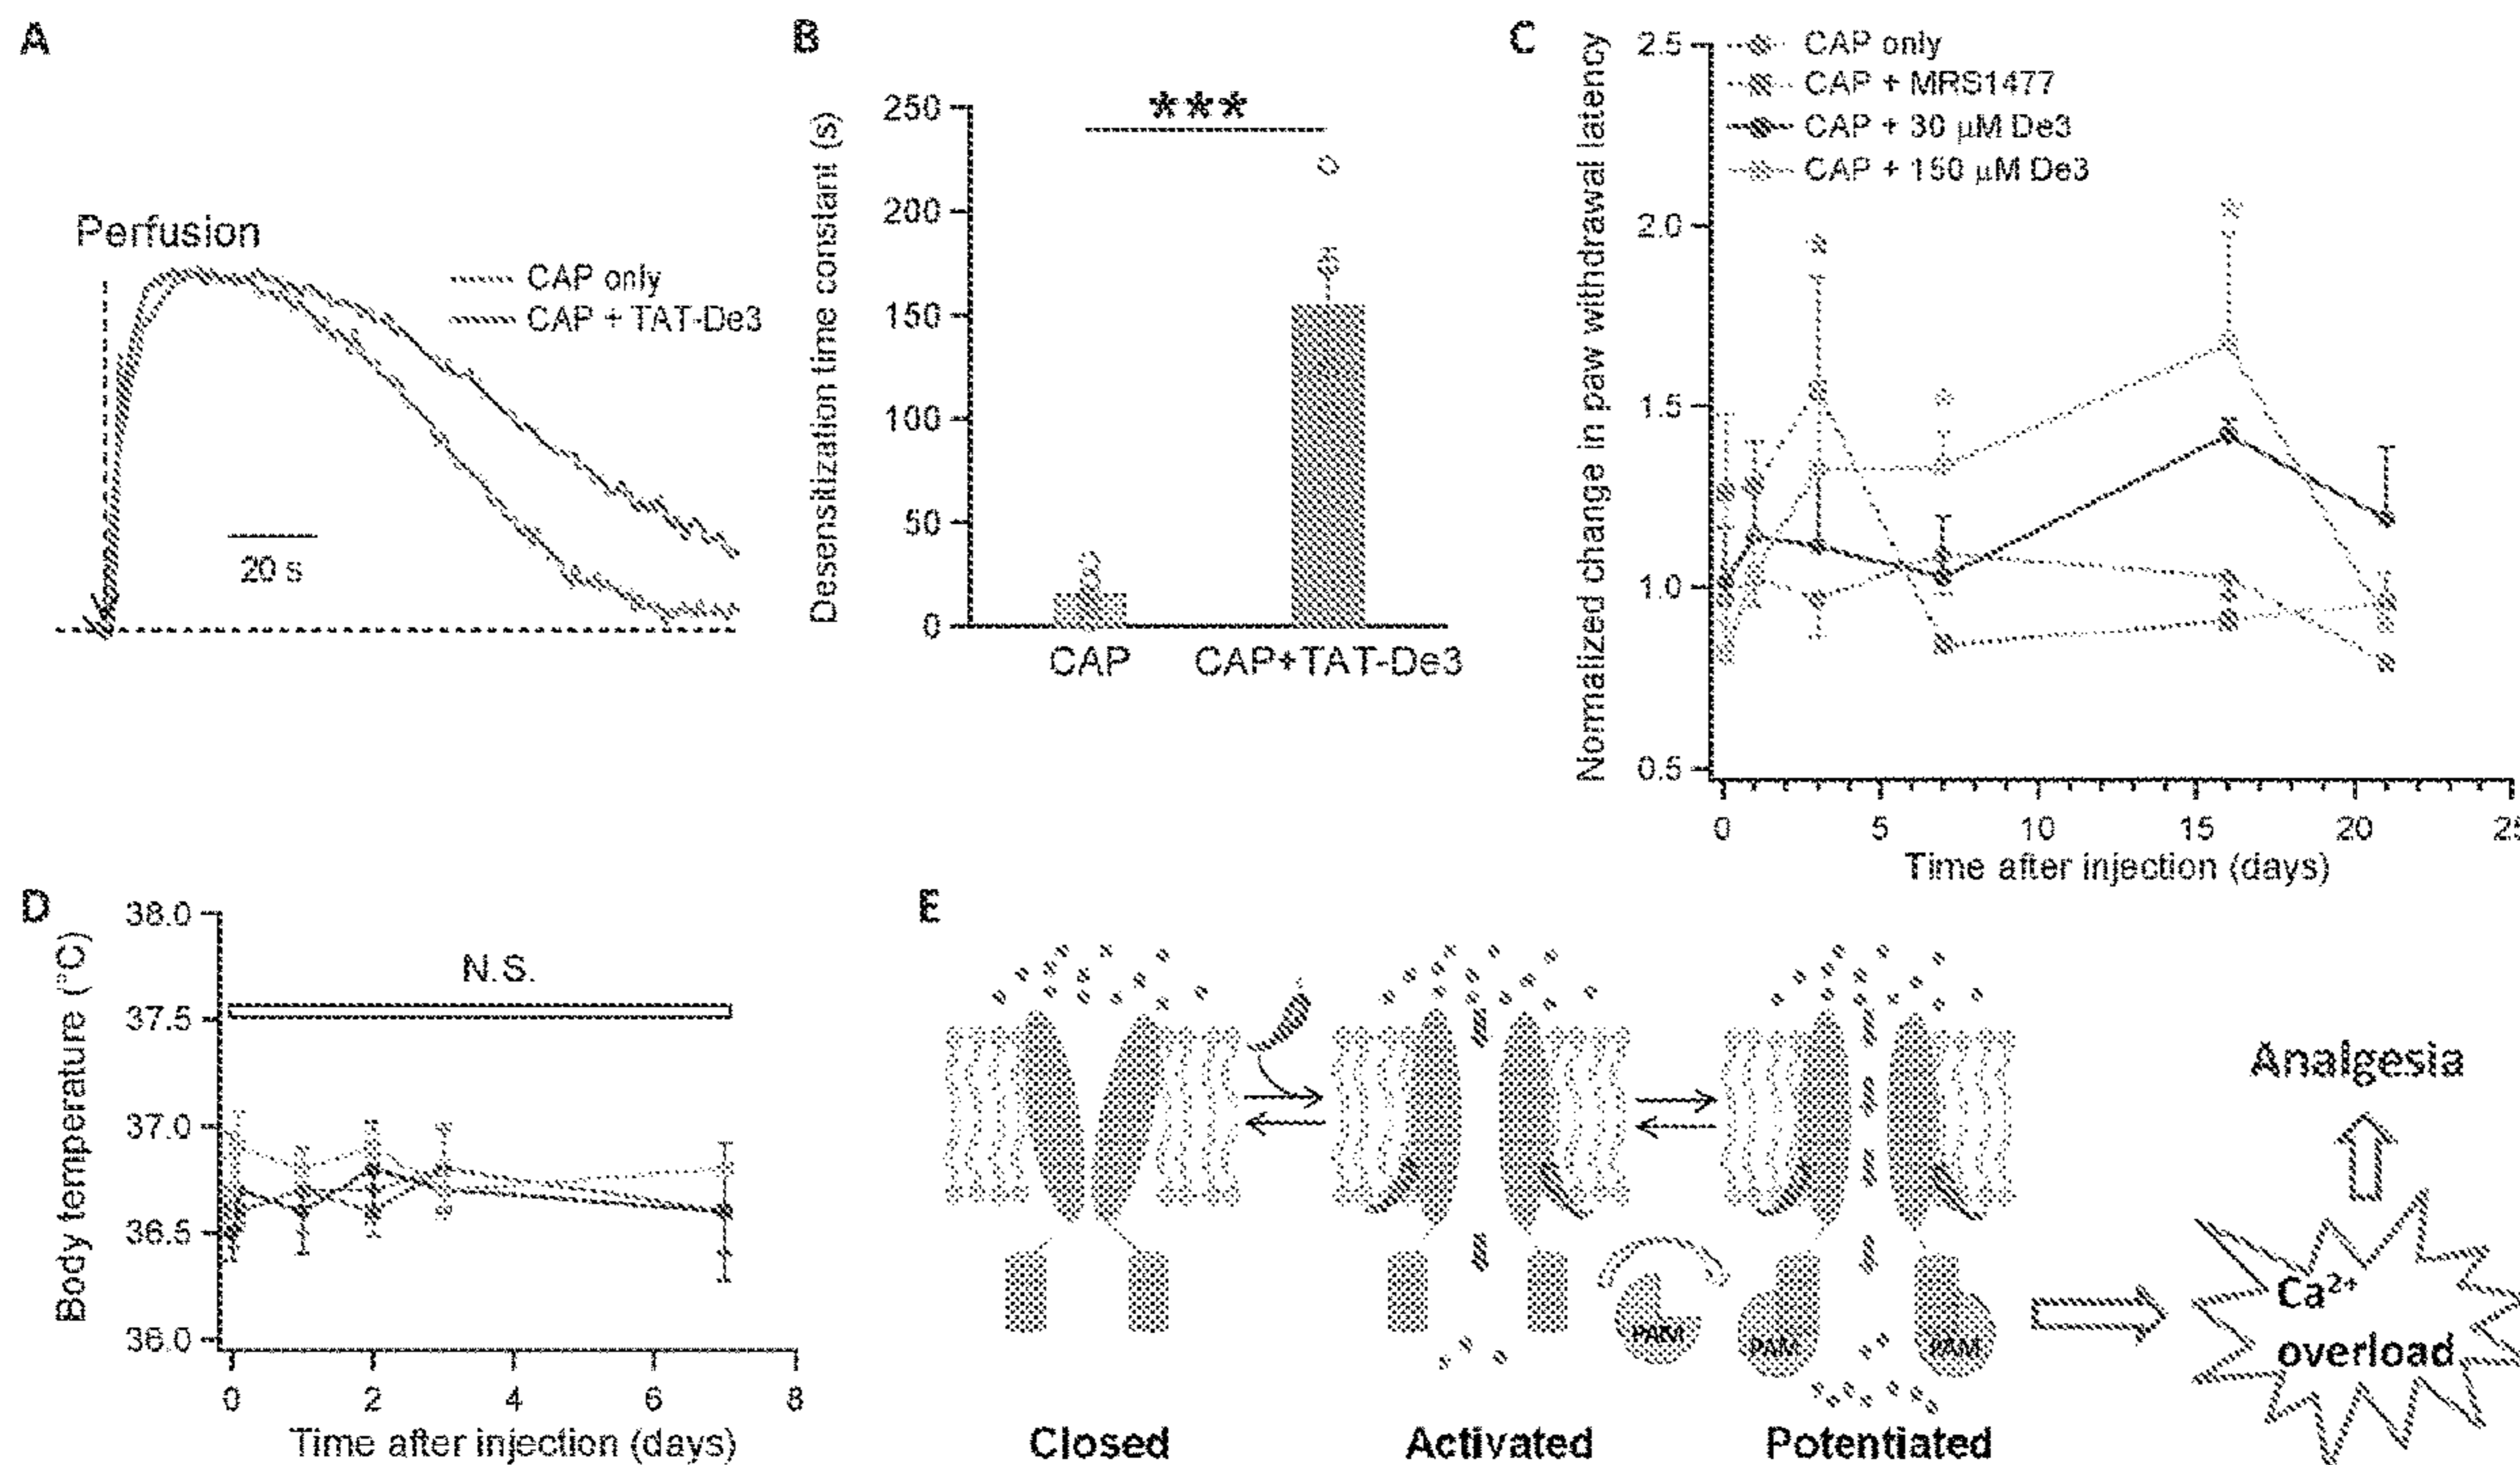 A
Perfusion
CAP only
CAP + TAT-De3
20 s
B
Desensitization time constant (s)
250
200
150
100
50
0
***
CAP
CAP+TAT-De3
C
Normalized change in paw withdrawal latency
2.5
2.0
1.5
1.0
0.5
CAP only
CAP + MRS1477
CAP + 30 μM De3
CAP + 150 μM De3
*
*
*
0 5 10 15 20
Time after injection (days)
D
Body temperature (°C)
38.0
37.5
37.0
36.5
36.0
N.S.
0 2 4 6 8
Time after injection (days)
E
PAM
PAM
PAM
Closed
Activated
Potentiated
Analgesia
Ca²⁺
overload